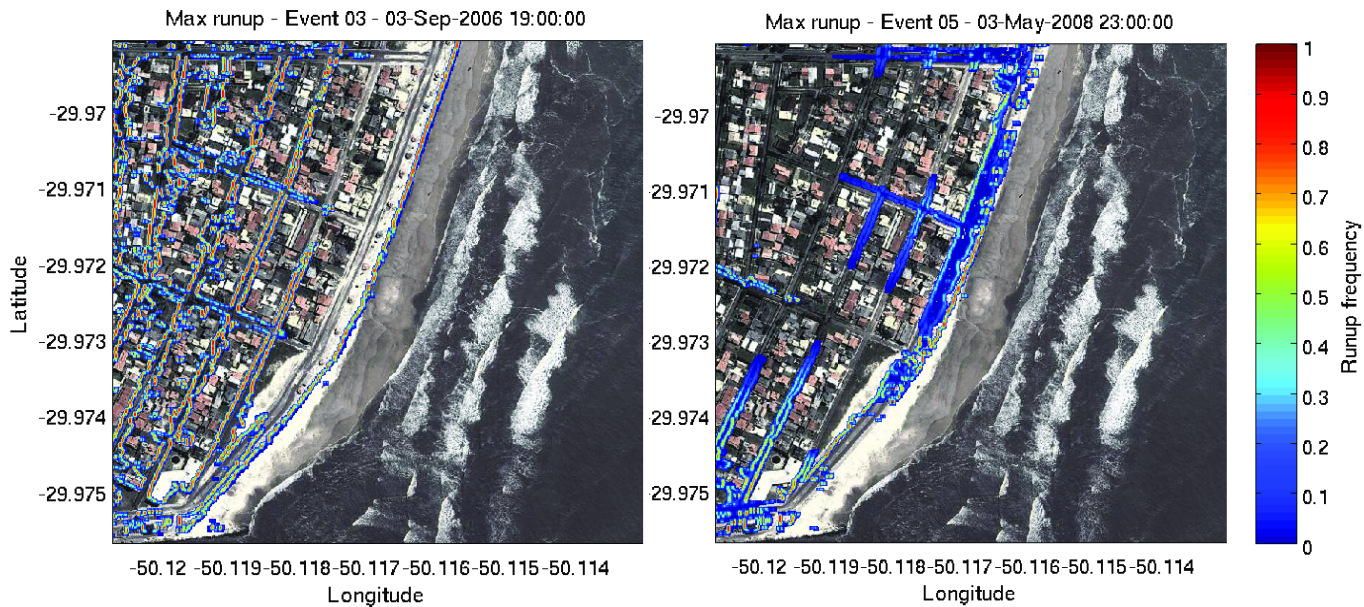 Max runup - Event 03 - 03-Sep-2006 19:00:00
Max runup - Event 05 - 03-May-2008 23:00:00
Latitude
-29.97
-29.971
-29.972
-29.973
-29.974
-29.975
-29.97
-29.971
-29.972
-29.973
-29.974
-29.975
1
0.9
0.8
0.7
0.6
0.5
0.4
0.3
0.2
0.1
0
Runup frequency
-50.12 -50.119 -50.118 -50.117 -50.116 -50.115 -50.114
Longitude
-50.12 -50.119 -50.118 -50.117 -50.116 -50.115 -50.114
Longitude